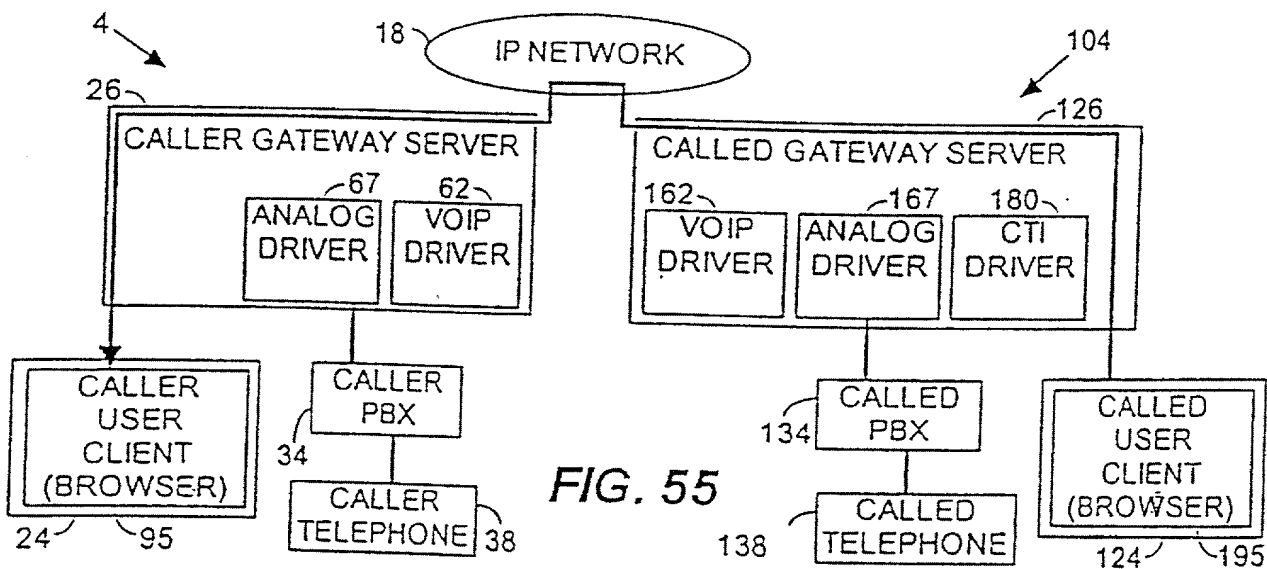 4
18
IP NETWORK
104
26
126
CALLER GATEWAY SERVER
CALLED GATEWAY SERVER
67
62
162
167
180
ANALOG
DRIVER
VOIP
DRIVER
VOIP
DRIVER
ANALOG
DRIVER
CTI
DRIVER
CALLER
USER
CLIENT
(BROWSER)
CALLER
PBX
34
CALLED
PBX
134
CALLED
USER
CLIENT
(BROWSER)
FIG. 55
CALLER
TELEPHONE
38
CALLED
TELEPHONE
138
24
95
124
195